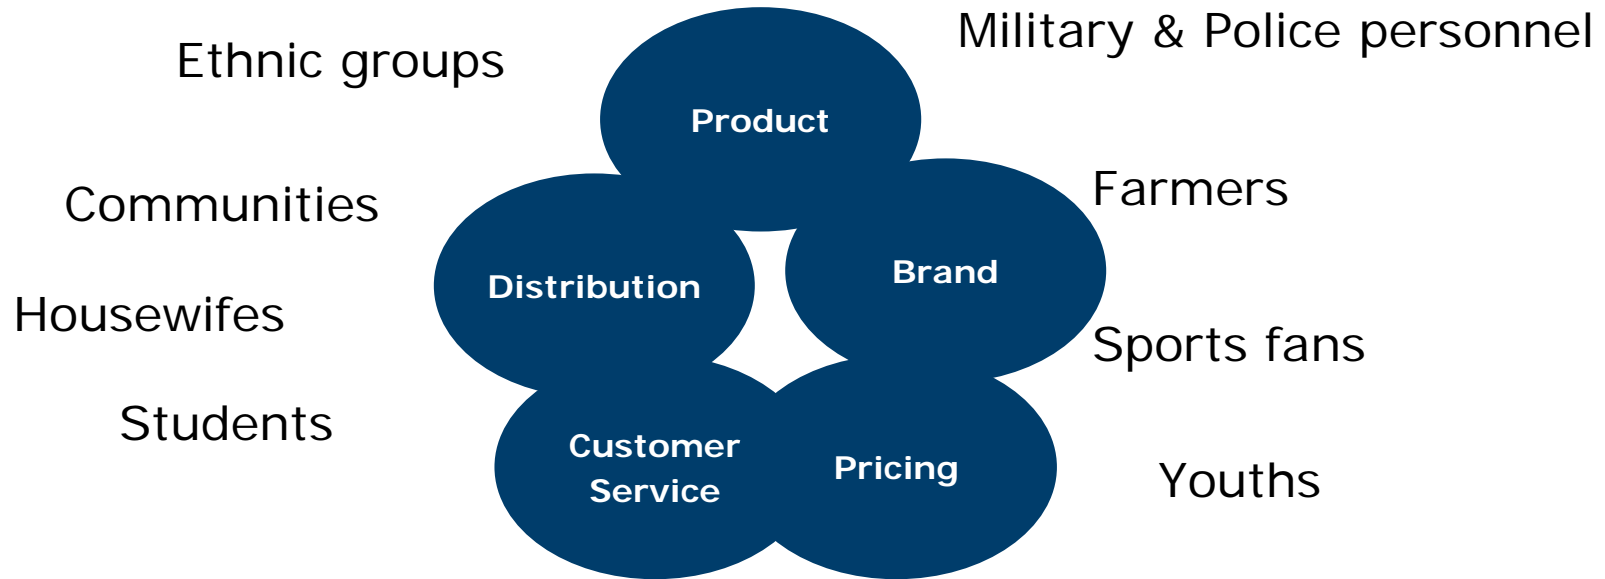 Military & Police personnel
Ethnic groups
Product
Farmers
Communities
Brand
Distribution
Housewifes
Sports fans
Students
Customer
Service
Pricing
Youths